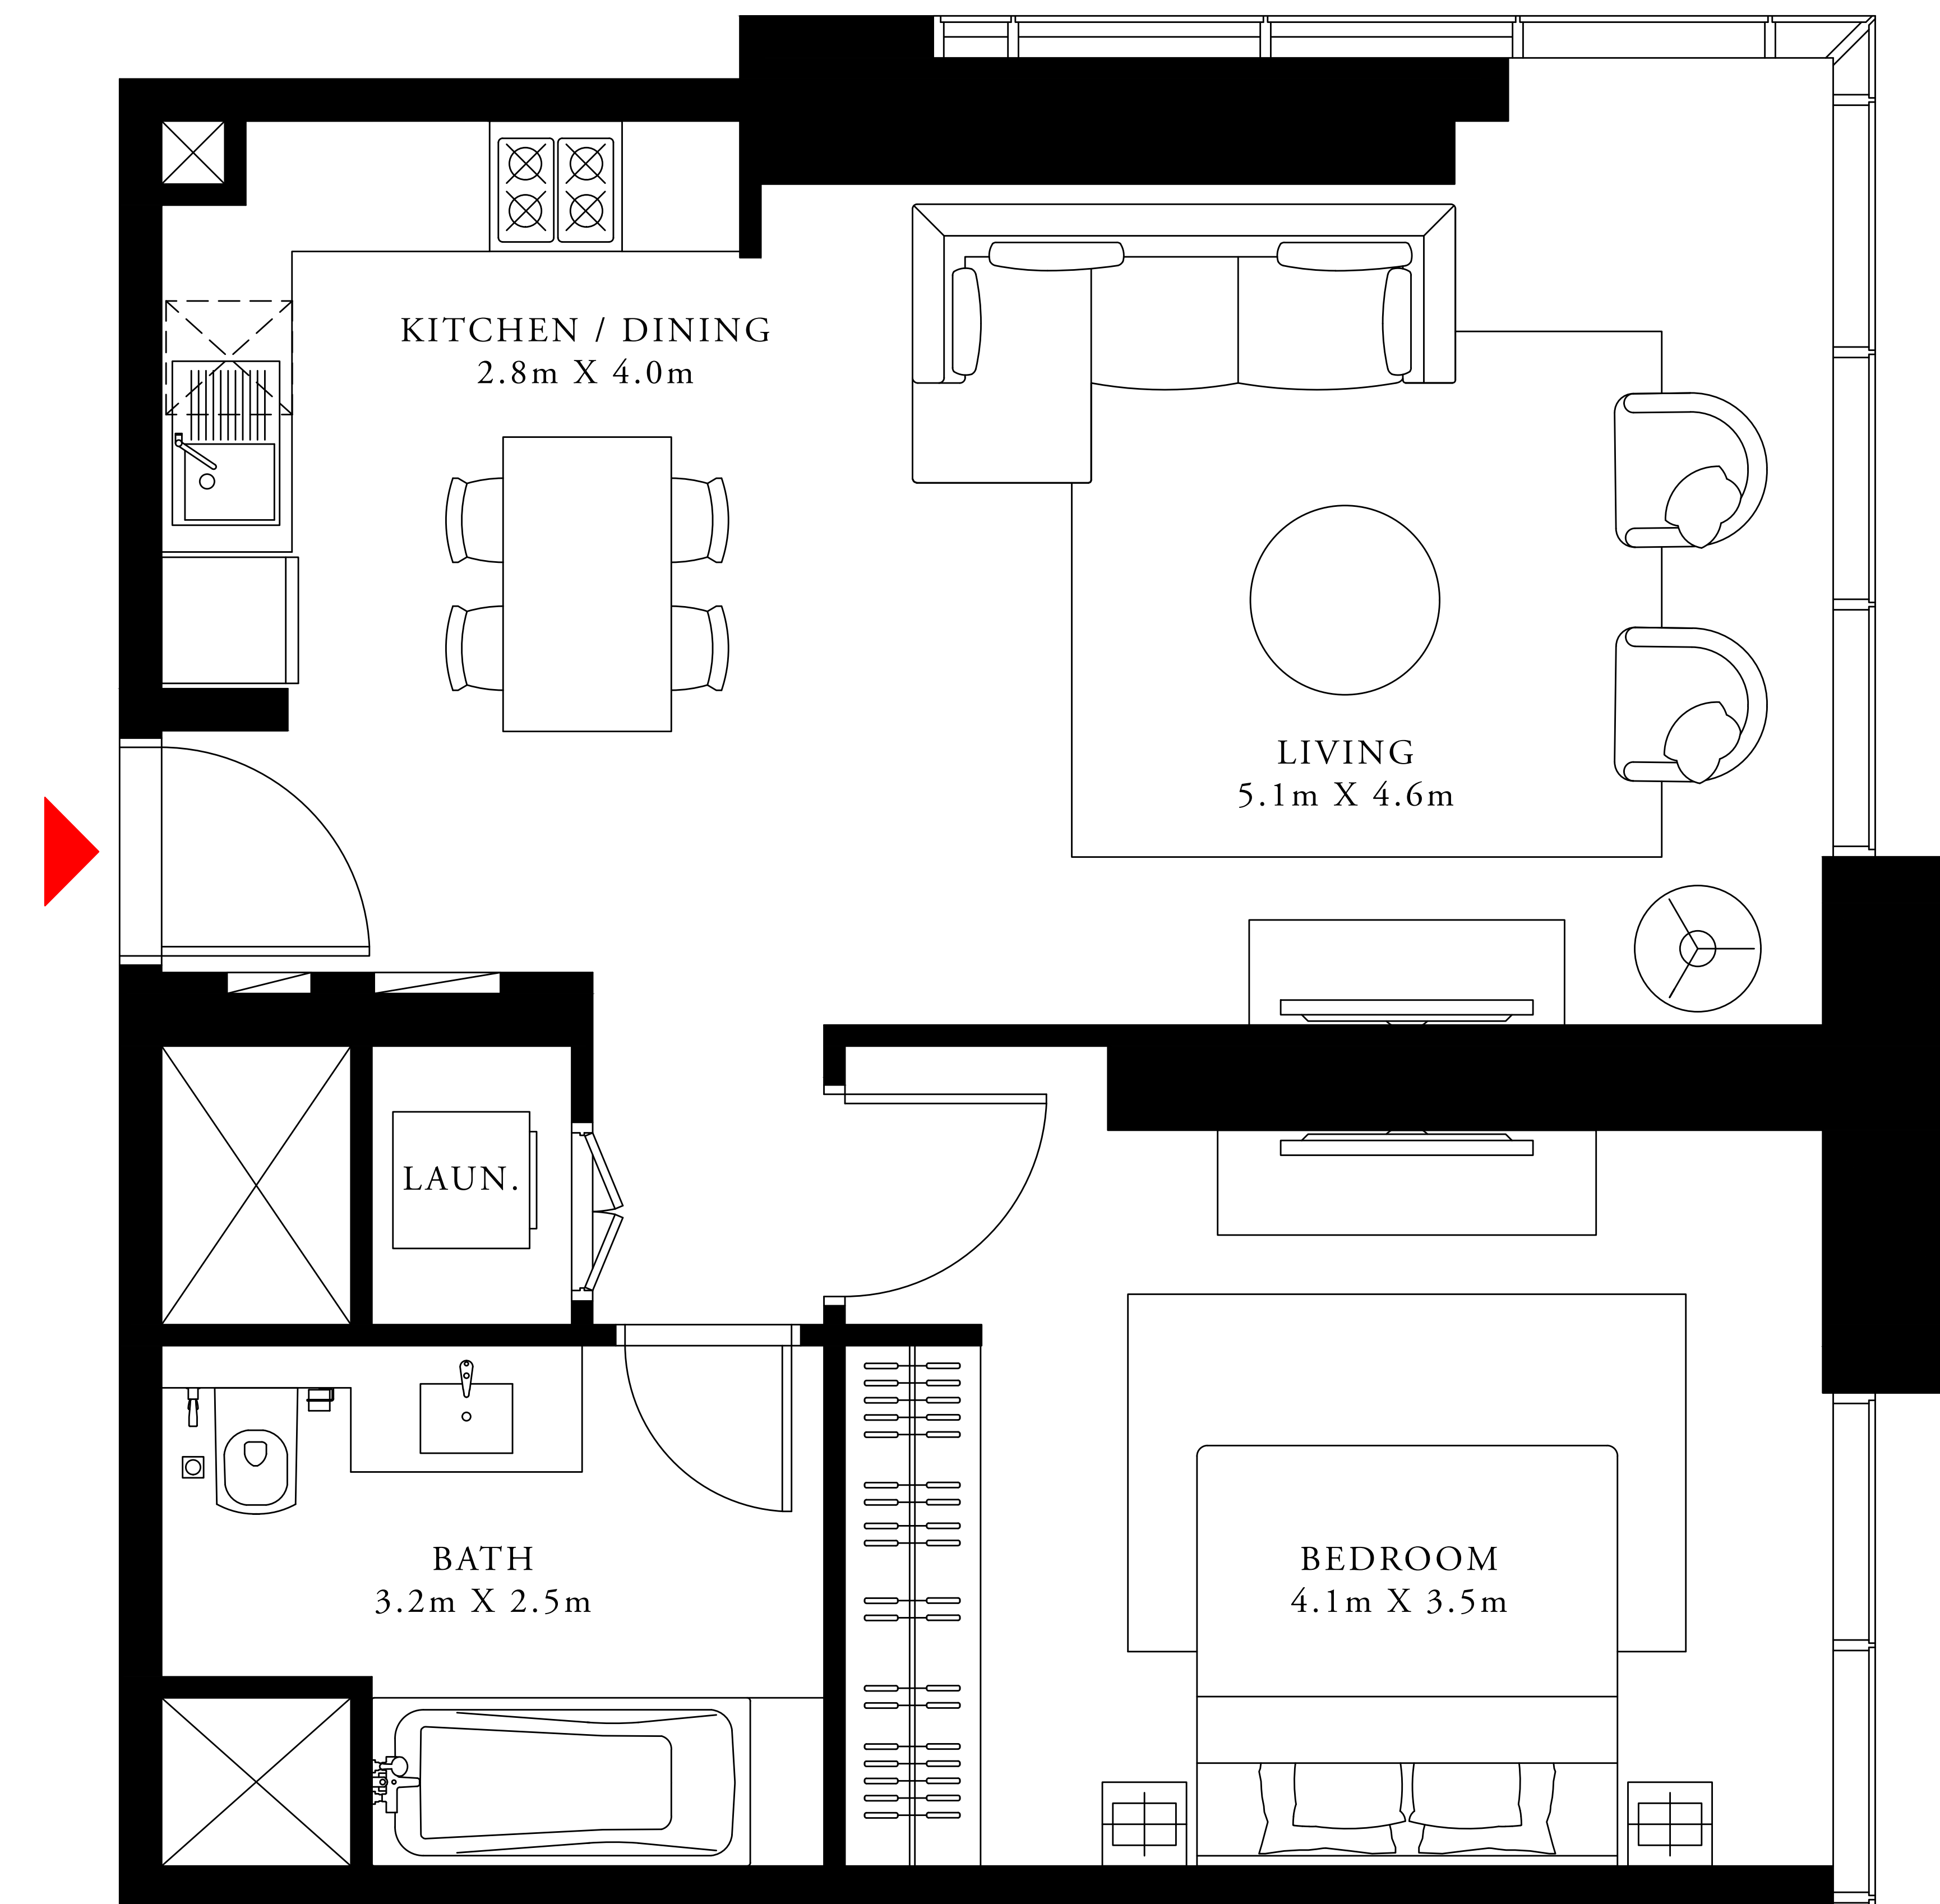 KITCHEN / DINING
2.8m X 4.0m
LIVING
5.1m X 4.6m
LAUN.
BATH
3.2m X 2.5m
BEDROOM
4.1m X 3.5m